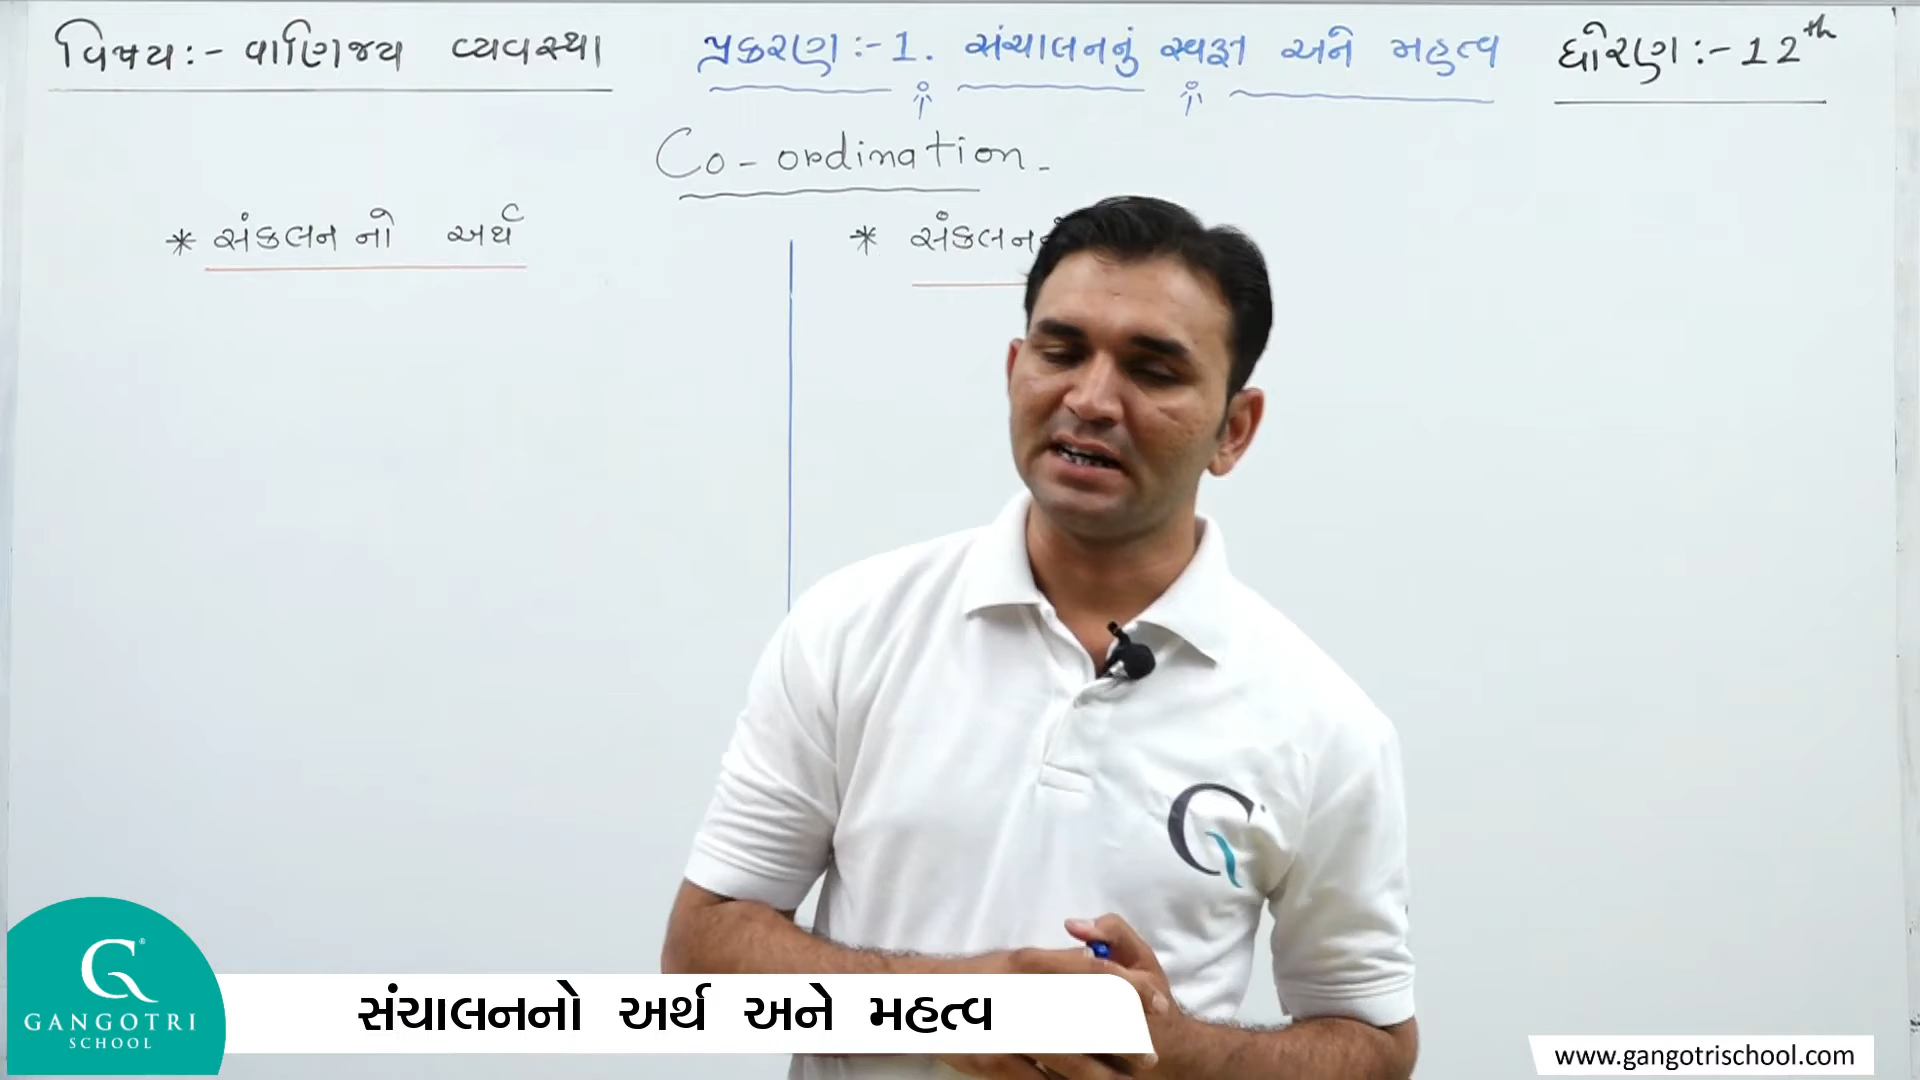 વિષય:- વાણિજ્ય વ્યવસ્થા
પ્રકરણ:-1. સંચાલનનું સ્વરૂપ અને મહત્વ
ધોરણ:-12th
Co-ordination-
* સંકલન નો અર્થ
* સંકલન
G
GANGOTRI
SCHOOL
સંચાલનનો અર્થ અને મહત્વ
www.gangotrischool.com